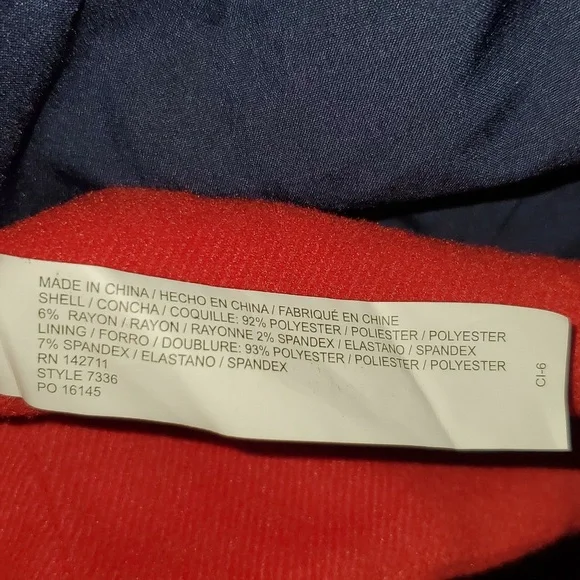 MADE IN CHINA / HECHO EN CHINA / FABRIQUÉ EN CHINE
SHELL / CONCHA / COQUILLE: 92% POLYESTER / POLIESTER / POLYESTER
6% RAYON / RAYON / RAYONNE 2% SPANDEX / ELASTANO / SPANDEX
LINING / FORRO / DOUBLURE: 93% POLYESTER / POLIESTER / POLYESTER
7% SPANDEX / ELASTANO / SPANDEX
RN 142711
STYLE 7336
PO 16145
CI-6